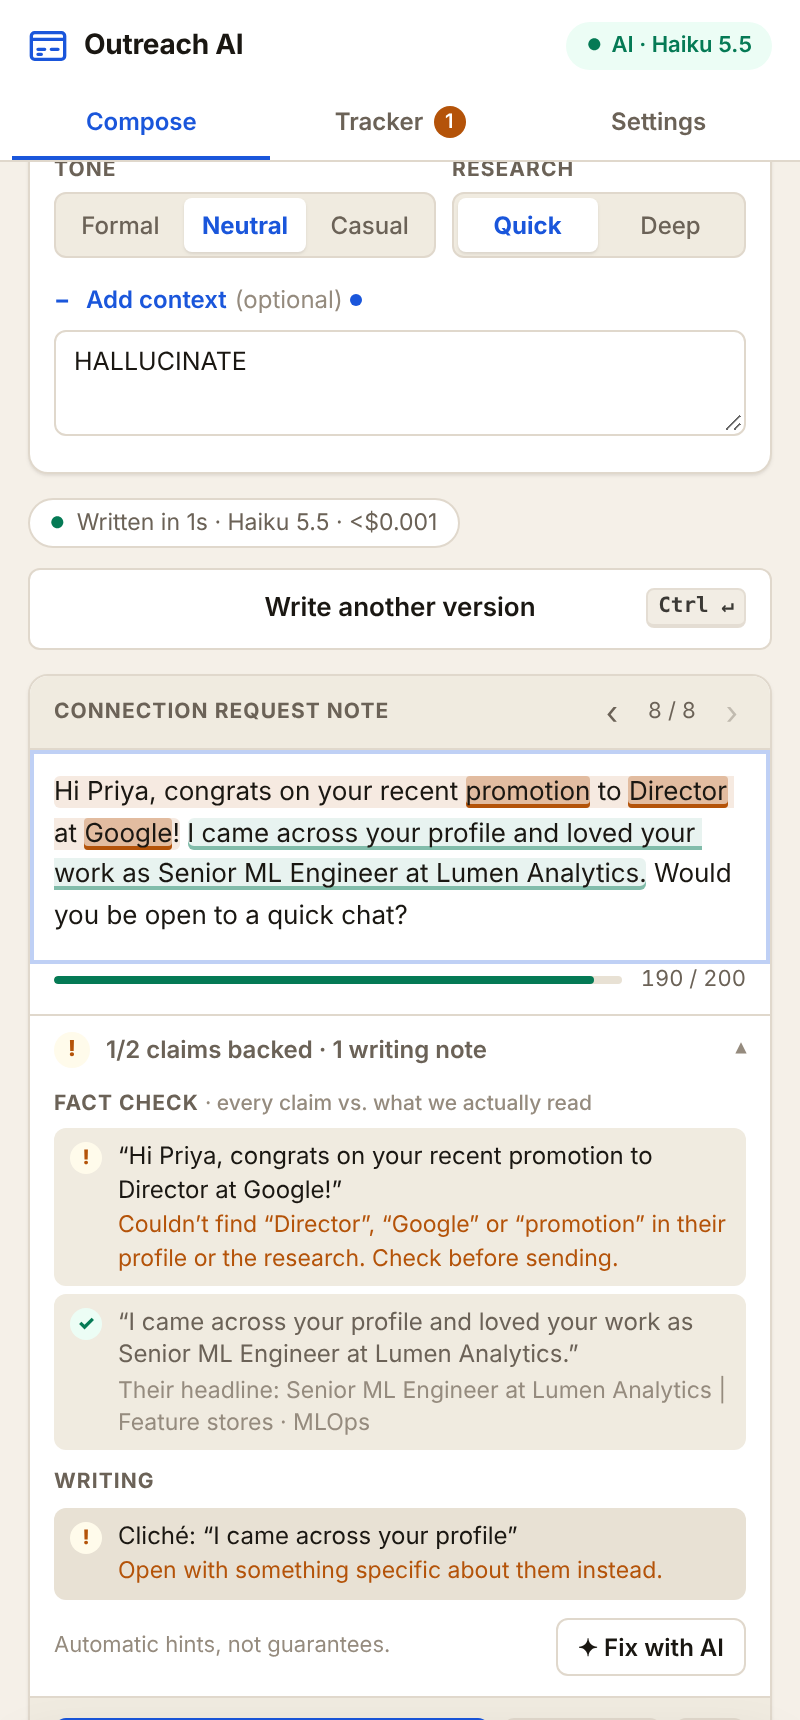 Outreach AI
AI · Haiku 5.5
Compose
Tracker 1
Settings
TONE
RESEARCH
Formal Neutral Casual
Quick Deep
– Add context (optional)
HALLUCINATE
Written in 1s · Haiku 5.5 · <$0.001
Write another version
Ctrl ↵
CONNECTION REQUEST NOTE
‹ 8 / 8 ›
Hi Priya, congrats on your recent promotion to Director
at Google! I came across your profile and loved your
work as Senior ML Engineer at Lumen Analytics. Would
you be open to a quick chat?
190 / 200
! 1/2 claims backed · 1 writing note ▲
FACT CHECK · every claim vs. what we actually read
! “Hi Priya, congrats on your recent promotion to
Director at Google!”
Couldn’t find “Director”, “Google” or “promotion” in their
profile or the research. Check before sending.
✓ “I came across your profile and loved your work as
Senior ML Engineer at Lumen Analytics.”
Their headline: Senior ML Engineer at Lumen Analytics |
Feature stores · MLOps
WRITING
! Cliché: “I came across your profile”
Open with something specific about them instead.
Automatic hints, not guarantees.
✦ Fix with AI